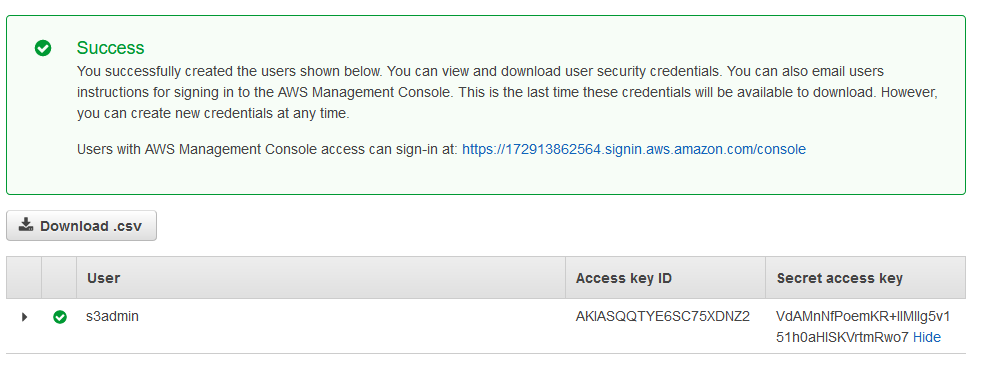 Success
You successfully created the users shown below. You can view and download user security credentials. You can also email users
instructions for signing in to the AWS Management Console. This is the last time these credentials will be available to download. However,
you can create new credentials at any time.
Users with AWS Management Console access can sign-in at: https://172913862564.signin.aws.amazon.com/console
Download .csv
User Access key ID Secret access key
s3admin AKIASQQTYE6SC75XDNZ2
Hide